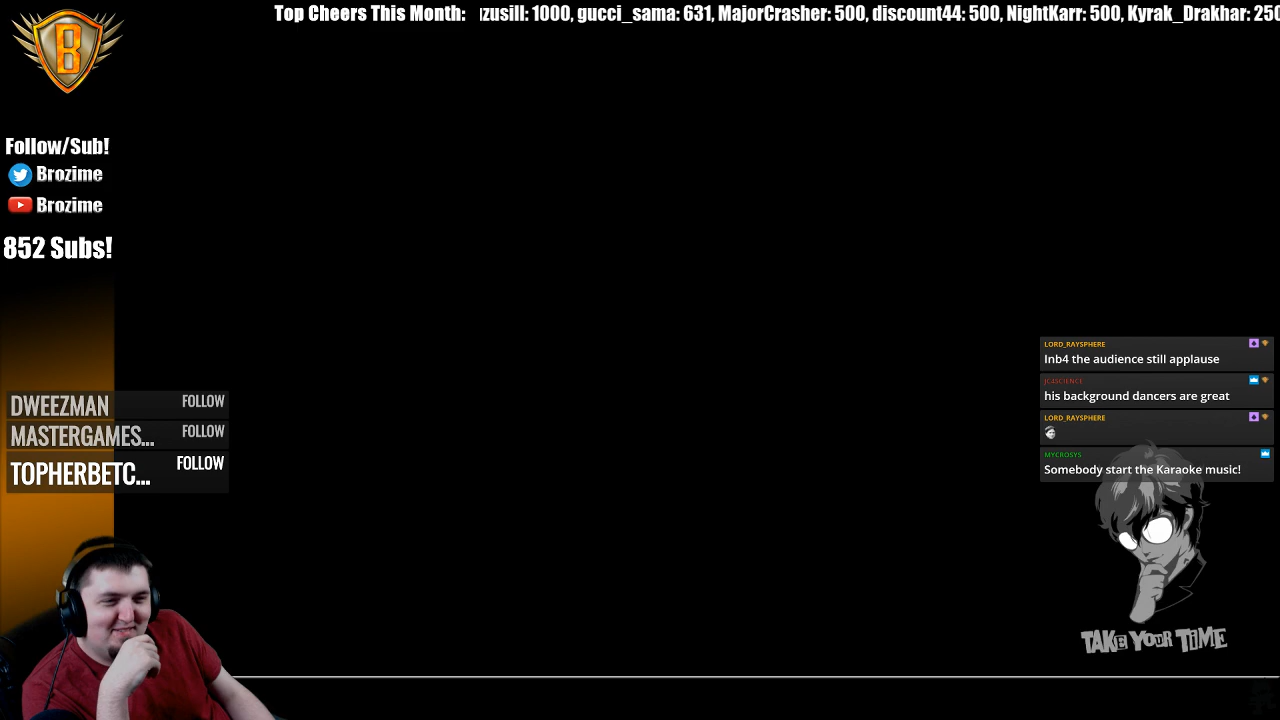 Top Cheers This Month: zusill: 1000, gucci_sama: 631, MajorCrasher: 500, discount44: 500, NightKarr: 500, Kyrak_Drakhar: 250
B
Follow/Sub!
Brozime
Brozime
852 Subs!
LORD_RAYSPHERE
Inb4 the audience still applause
JC4SCIENCE
his background dancers are great
LORD_RAYSPHERE
MYCROSYS
Somebody start the Karaoke music!
DWEEZMAN FOLLOW
MASTERGAMES... FOLLOW
TOPHERBETC... FOLLOW
TAKE YOUR TIME